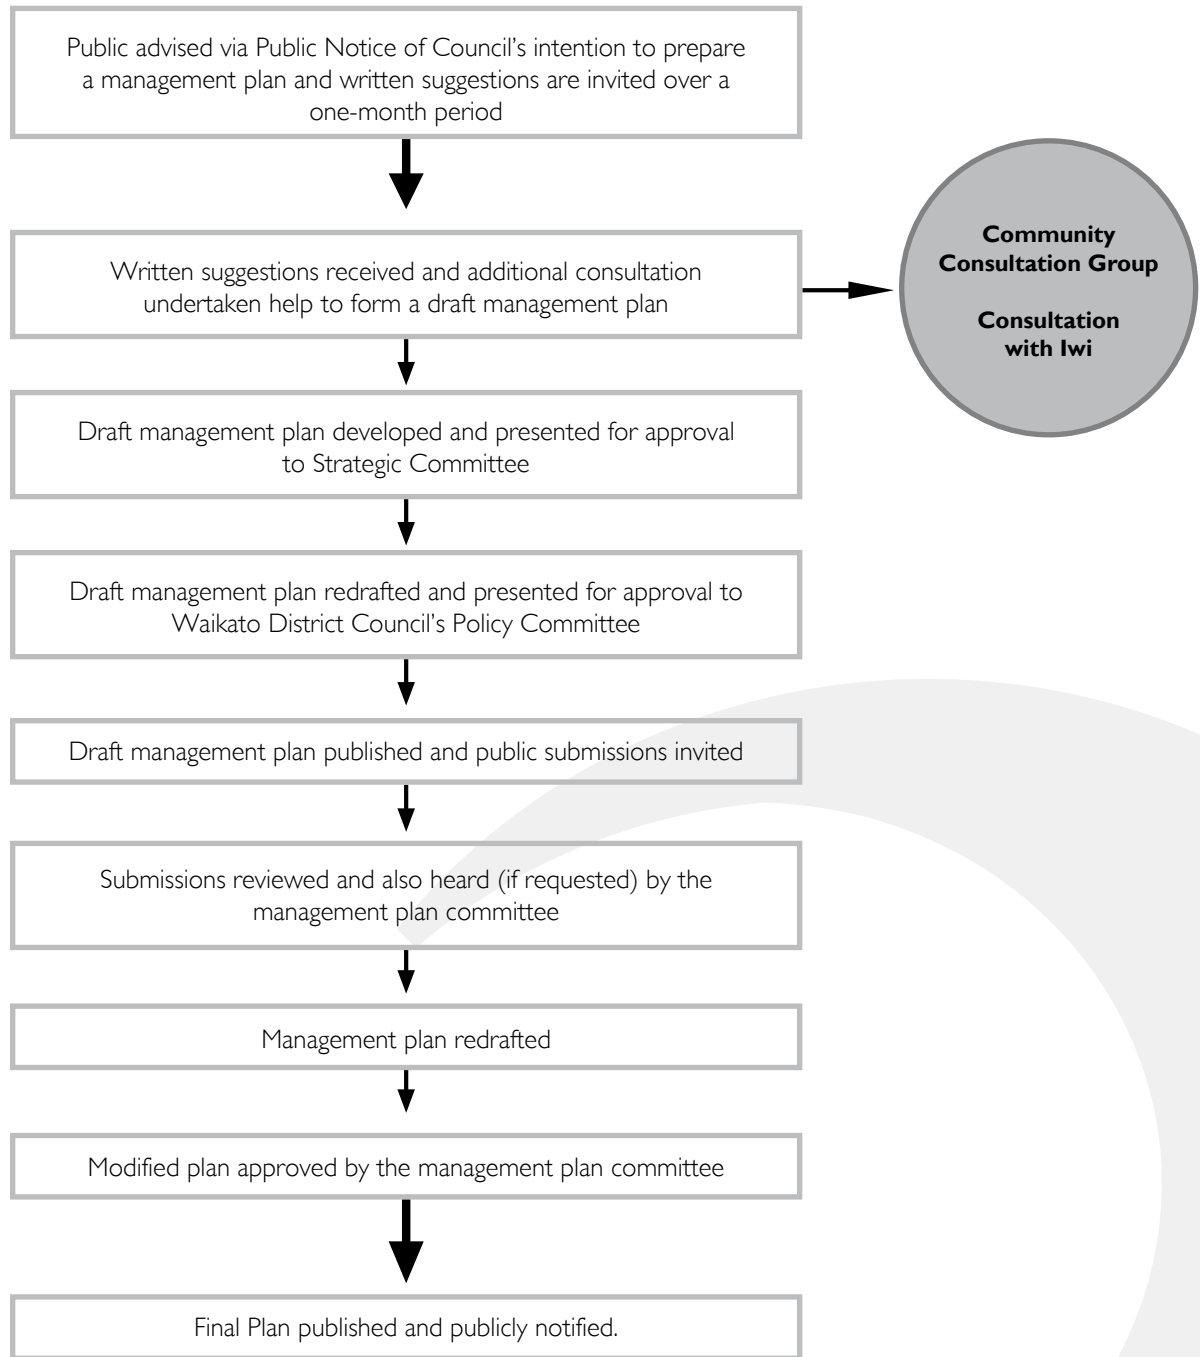 Public advised via Public Notice of Council's intention to prepare
a management plan and written suggestions are invited over a
one-month period
Written suggestions received and additional consultation
undertaken help to form a draft management plan
Community
Consultation Group
Consultation
with Iwi
Draft management plan developed and presented for approval
to Strategic Committee
Draft management plan redrafted and presented for approval to
Waikato District Council's Policy Committee
Draft management plan published and public submissions invited
Submissions reviewed and also heard (if requested) by the
management plan committee
Management plan redrafted
Modified plan approved by the management plan committee
Final Plan published and publicly notified.